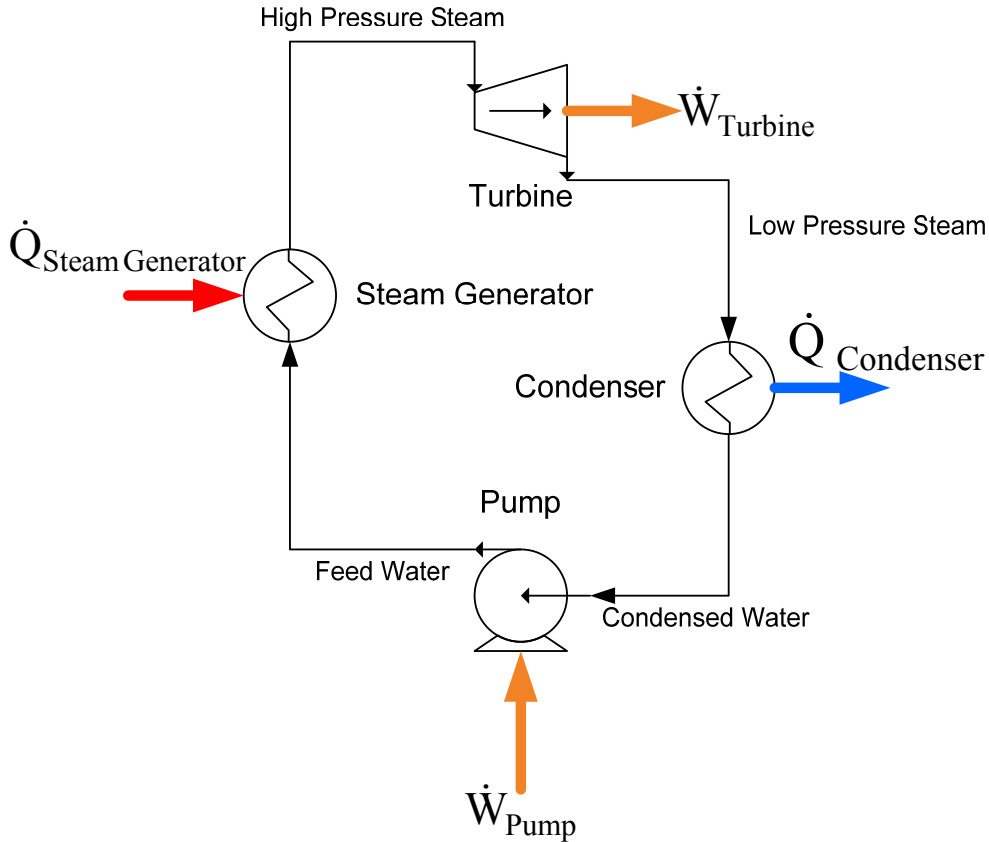 High Pressure Steam
Ẇ Turbine
Turbine
Low Pressure Steam
Q̇ Steam Generator
Steam Generator
Q̇ Condenser
Condenser
Pump
Feed Water
Condensed Water
Ẇ Pump